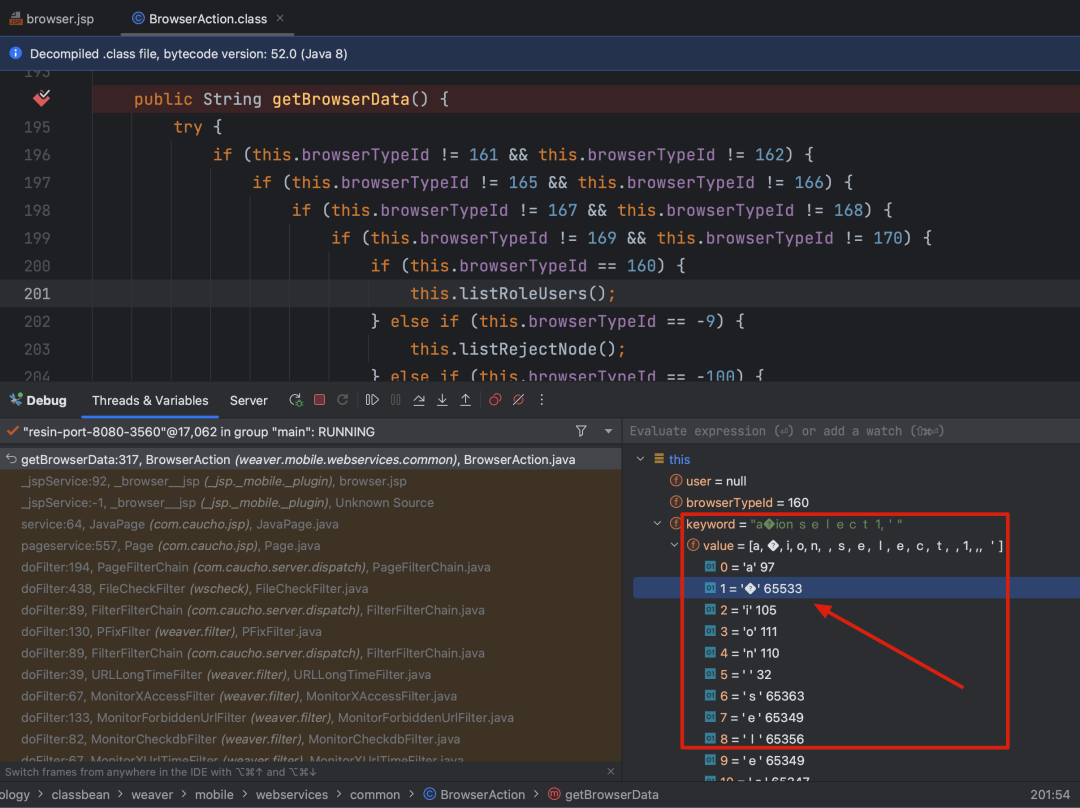 browser.jsp
BrowserAction.class
Decompiled .class file, bytecode version: 52.0 (Java 8)
193
public String getBrowserData() {
195 try {
196 if (this.browserTypeId != 161 && this.browserTypeId != 162) {
197 if (this.browserTypeId != 165 && this.browserTypeId != 166) {
198 if (this.browserTypeId != 167 && this.browserTypeId != 168) {
199 if (this.browserTypeId != 169 && this.browserTypeId != 170) {
200 if (this.browserTypeId == 160) {
201 this.listRoleUsers();
202 } else if (this.browserTypeId == -9) {
203 this.listRejectNode();
204 } else if (this.browserTypeId == -100) {
Debug Threads & Variables Server
"resin-port-8080-3560"@17,062 in group "main": RUNNING
getBrowserData:317, BrowserAction (weaver.mobile.webservices.common), BrowserAction.java
_jspService:92, _browser__jsp (_jsp._mobile._plugin), browser.jsp
_jspService:-1, _browser__jsp (_jsp._mobile._plugin), Unknown Source
service:64, JavaPage (com.caucho.jsp), JavaPage.java
pageservice:557, Page (com.caucho.jsp), Page.java
doFilter:194, PageFilterChain (com.caucho.server.dispatch), PageFilterChain.java
doFilter:438, FileCheckFilter (wscheck), FileCheckFilter.java
doFilter:89, FilterFilterChain (com.caucho.server.dispatch), FilterFilterChain.java
doFilter:130, PFixFilter (weaver.filter), PFixFilter.java
doFilter:89, FilterFilterChain (com.caucho.server.dispatch), FilterFilterChain.java
doFilter:39, URLLongTimeFilter (weaver.filter), URLLongTimeFilter.java
doFilter:67, MonitorXAccessFilter (weaver.filter), MonitorXAccessFilter.java
doFilter:133, MonitorForbiddenUrlFilter (weaver.filter), MonitorForbiddenUrlFilter.java
doFilter:82, MonitorCheckdbFilter (weaver.filter), MonitorCheckdbFilter.java
doFilter:67, MonitorXUrlTimeFilter (weaver.filter), MonitorXUrlTimeFilter.java
Switch frames from anywhere in the IDE with ⌥⌘↑ and ⌥⌘↓
Evaluate expression (⏎) or add a watch (⇧⌘⏎)
this
user = null
browserTypeId = 160
keyword = "a�ion ｓｅｌｅｃｔ１，＇"
value = [a, �, i, o, n, , ｓ, ｅ, ｌ, ｅ, ｃ, ｔ, , １, ，, ＇]
0 = 'a' 97
1 = '�' 65533
2 = 'i' 105
3 = 'o' 111
4 = 'n' 110
5 = ' ' 32
6 = 'ｓ' 65363
7 = 'ｅ' 65349
8 = 'ｌ' 65356
9 = 'ｅ' 65349
10 = 'ｃ' 65347
ology > classbean > weaver > mobile > webservices > common > BrowserAction > getBrowserData
201:54